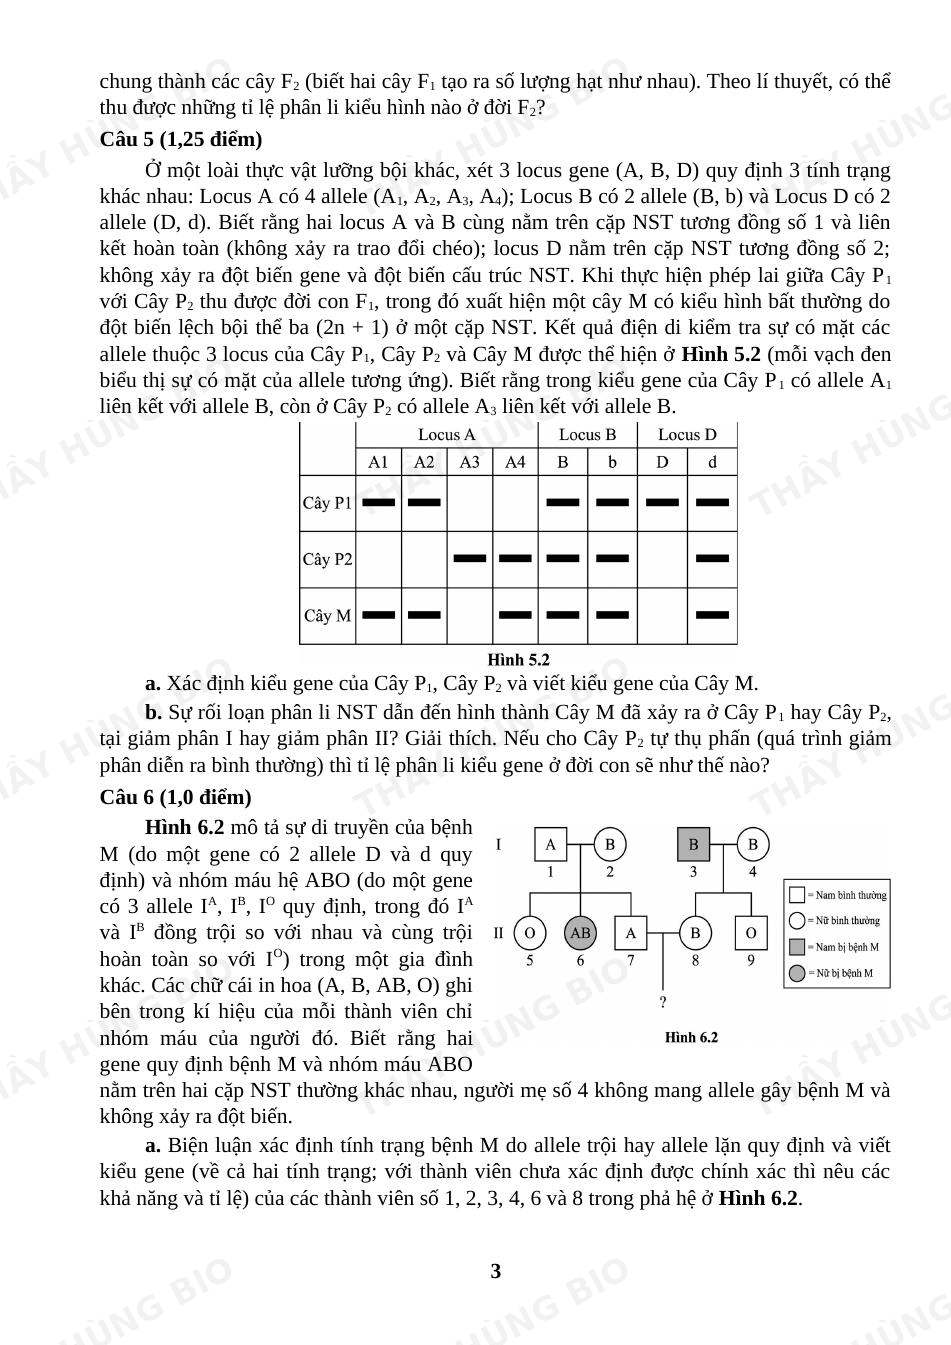 chung thành các cây F₂ (biết hai cây F₁ tạo ra số lượng hạt như nhau). Theo lí thuyết, có thể
thu được những tỉ lệ phân li kiểu hình nào ở đời F₂?
Câu 5 (1,25 điểm)
Ở một loài thực vật lưỡng bội khác, xét 3 locus gene (A, B, D) quy định 3 tính trạng
khác nhau: Locus A có 4 allele (A₁, A₂, A₃, A₄); Locus B có 2 allele (B, b) và Locus D có 2
allele (D, d). Biết rằng hai locus A và B cùng nằm trên cặp NST tương đồng số 1 và liên
kết hoàn toàn (không xảy ra trao đổi chéo); locus D nằm trên cặp NST tương đồng số 2;
không xảy ra đột biến gene và đột biến cấu trúc NST. Khi thực hiện phép lai giữa Cây P₁
với Cây P₂ thu được đời con F₁, trong đó xuất hiện một cây M có kiểu hình bất thường do
đột biến lệch bội thể ba (2n + 1) ở một cặp NST. Kết quả điện di kiểm tra sự có mặt các
allele thuộc 3 locus của Cây P₁, Cây P₂ và Cây M được thể hiện ở Hình 5.2 (mỗi vạch đen
biểu thị sự có mặt của allele tương ứng). Biết rằng trong kiểu gene của Cây P₁ có allele A₁
liên kết với allele B, còn ở Cây P₂ có allele A₃ liên kết với allele B.
Locus A Locus B Locus D
A1 A2 A3 A4 B b D d
Cây P1
Cây P2
Cây M
Hình 5.2
a. Xác định kiểu gene của Cây P₁, Cây P₂ và viết kiểu gene của Cây M.
b. Sự rối loạn phân li NST dẫn đến hình thành Cây M đã xảy ra ở Cây P₁ hay Cây P₂,
tại giảm phân I hay giảm phân II? Giải thích. Nếu cho Cây P₂ tự thụ phấn (quá trình giảm
phân diễn ra bình thường) thì tỉ lệ phân li kiểu gene ở đời con sẽ như thế nào?
Câu 6 (1,0 điểm)
Hình 6.2 mô tả sự di truyền của bệnh
M (do một gene có 2 allele D và d quy
định) và nhóm máu hệ ABO (do một gene
có 3 allele Iᴬ, Iᴮ, Iᴼ quy định, trong đó Iᴬ
và Iᴮ đồng trội so với nhau và cùng trội
hoàn toàn so với Iᴼ) trong một gia đình
khác. Các chữ cái in hoa (A, B, AB, O) ghi
bên trong kí hiệu của mỗi thành viên chỉ
nhóm máu của người đó. Biết rằng hai
gene quy định bệnh M và nhóm máu ABO
I A B B B
1 2 3 4
II O AB A B O
5 6 7 8 9
?
= Nam bình thường
= Nữ bình thường
= Nam bị bệnh M
= Nữ bị bệnh M
Hình 6.2
nằm trên hai cặp NST thường khác nhau, người mẹ số 4 không mang allele gây bệnh M và
không xảy ra đột biến.
a. Biện luận xác định tính trạng bệnh M do allele trội hay allele lặn quy định và viết
kiểu gene (về cả hai tính trạng; với thành viên chưa xác định được chính xác thì nêu các
khả năng và tỉ lệ) của các thành viên số 1, 2, 3, 4, 6 và 8 trong phả hệ ở Hình 6.2.
3
THẦY HÙNG BIO